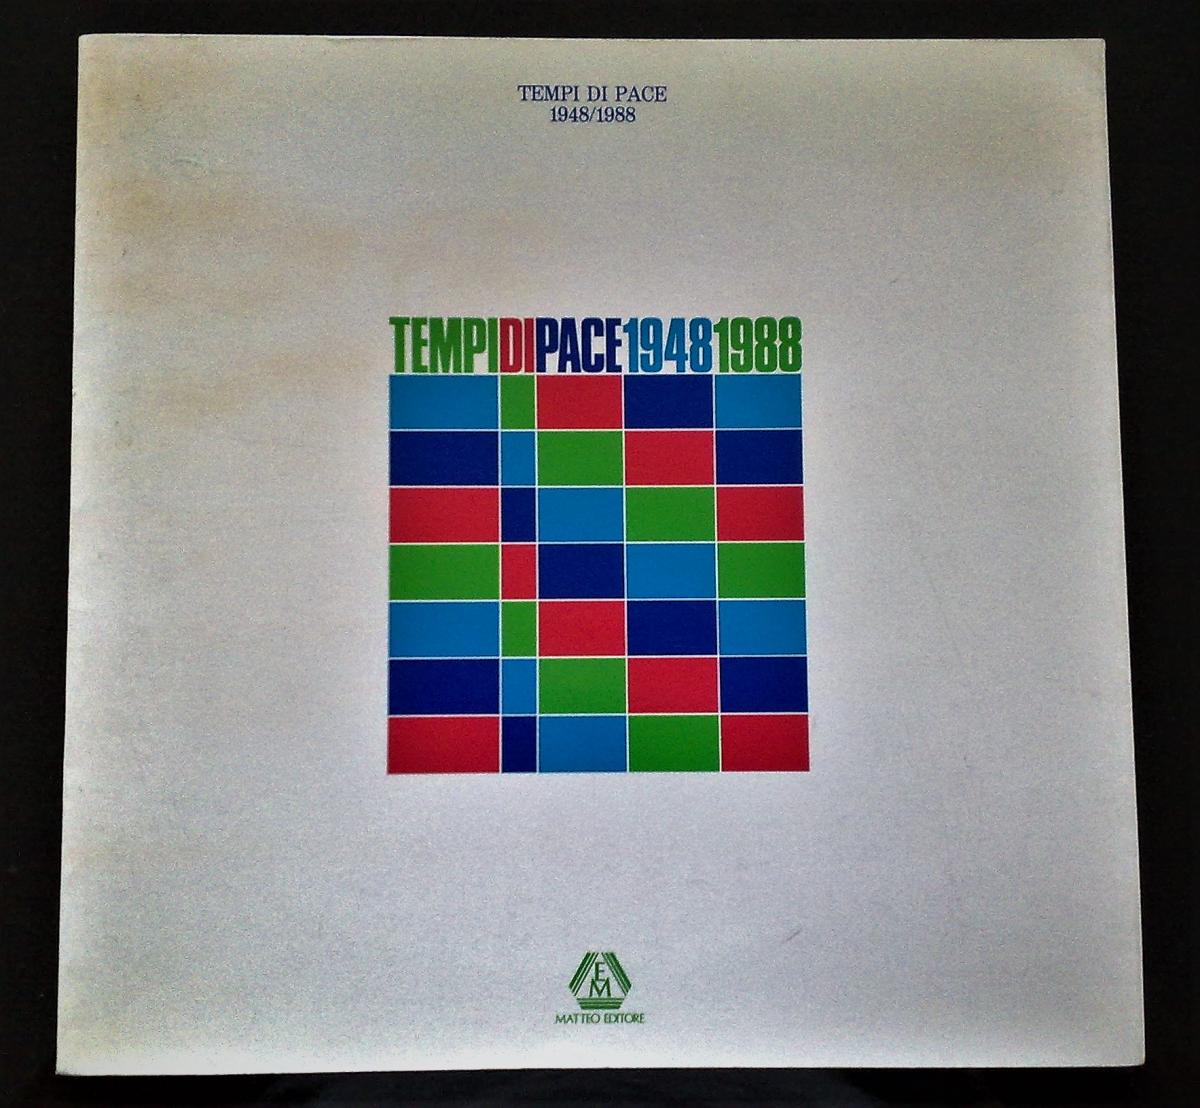 TEMPI DI PACE
1948/1988
TEMPIDIPACE19481988
EM
MATTEO EDITORE